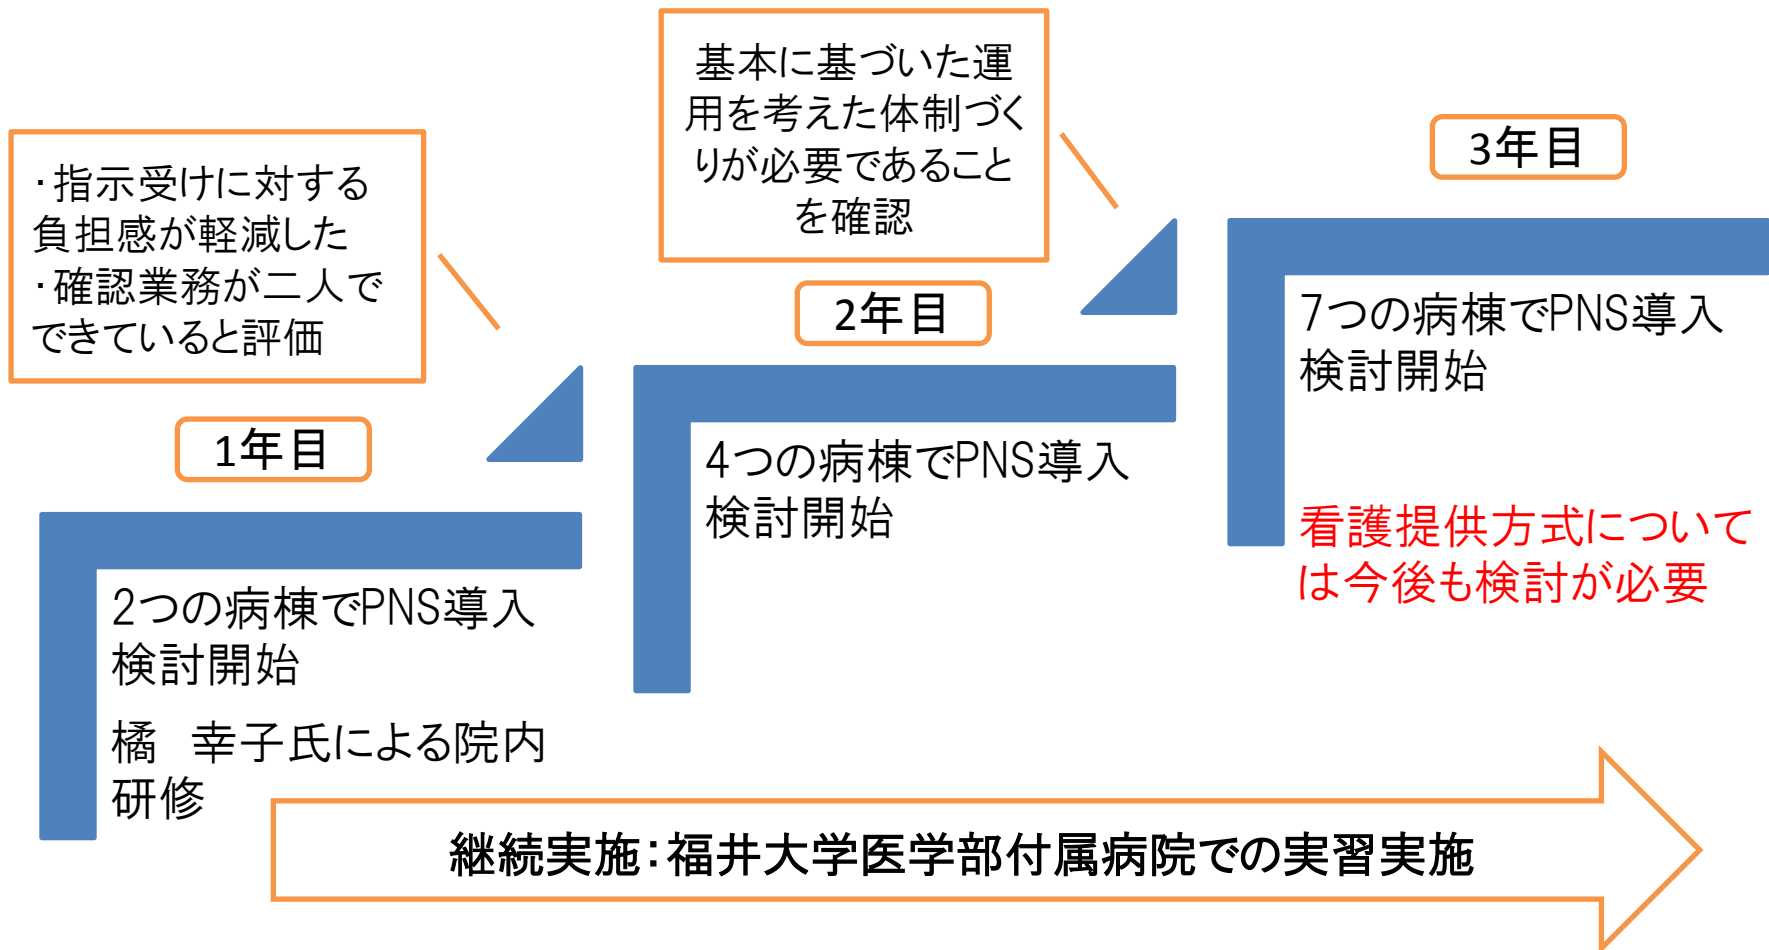 ・指示受けに対する
負担感が軽減した
・確認業務が二人で
できていると評価
1年目
2つの病棟でPNS導入
検討開始
橘　幸子氏による院内
研修
基本に基づいた運
用を考えた体制づく
りが必要であること
を確認
2年目
4つの病棟でPNS導入
検討開始
3年目
7つの病棟でPNS導入
検討開始
看護提供方式について
は今後も検討が必要
継続実施：福井大学医学部付属病院での実習実施